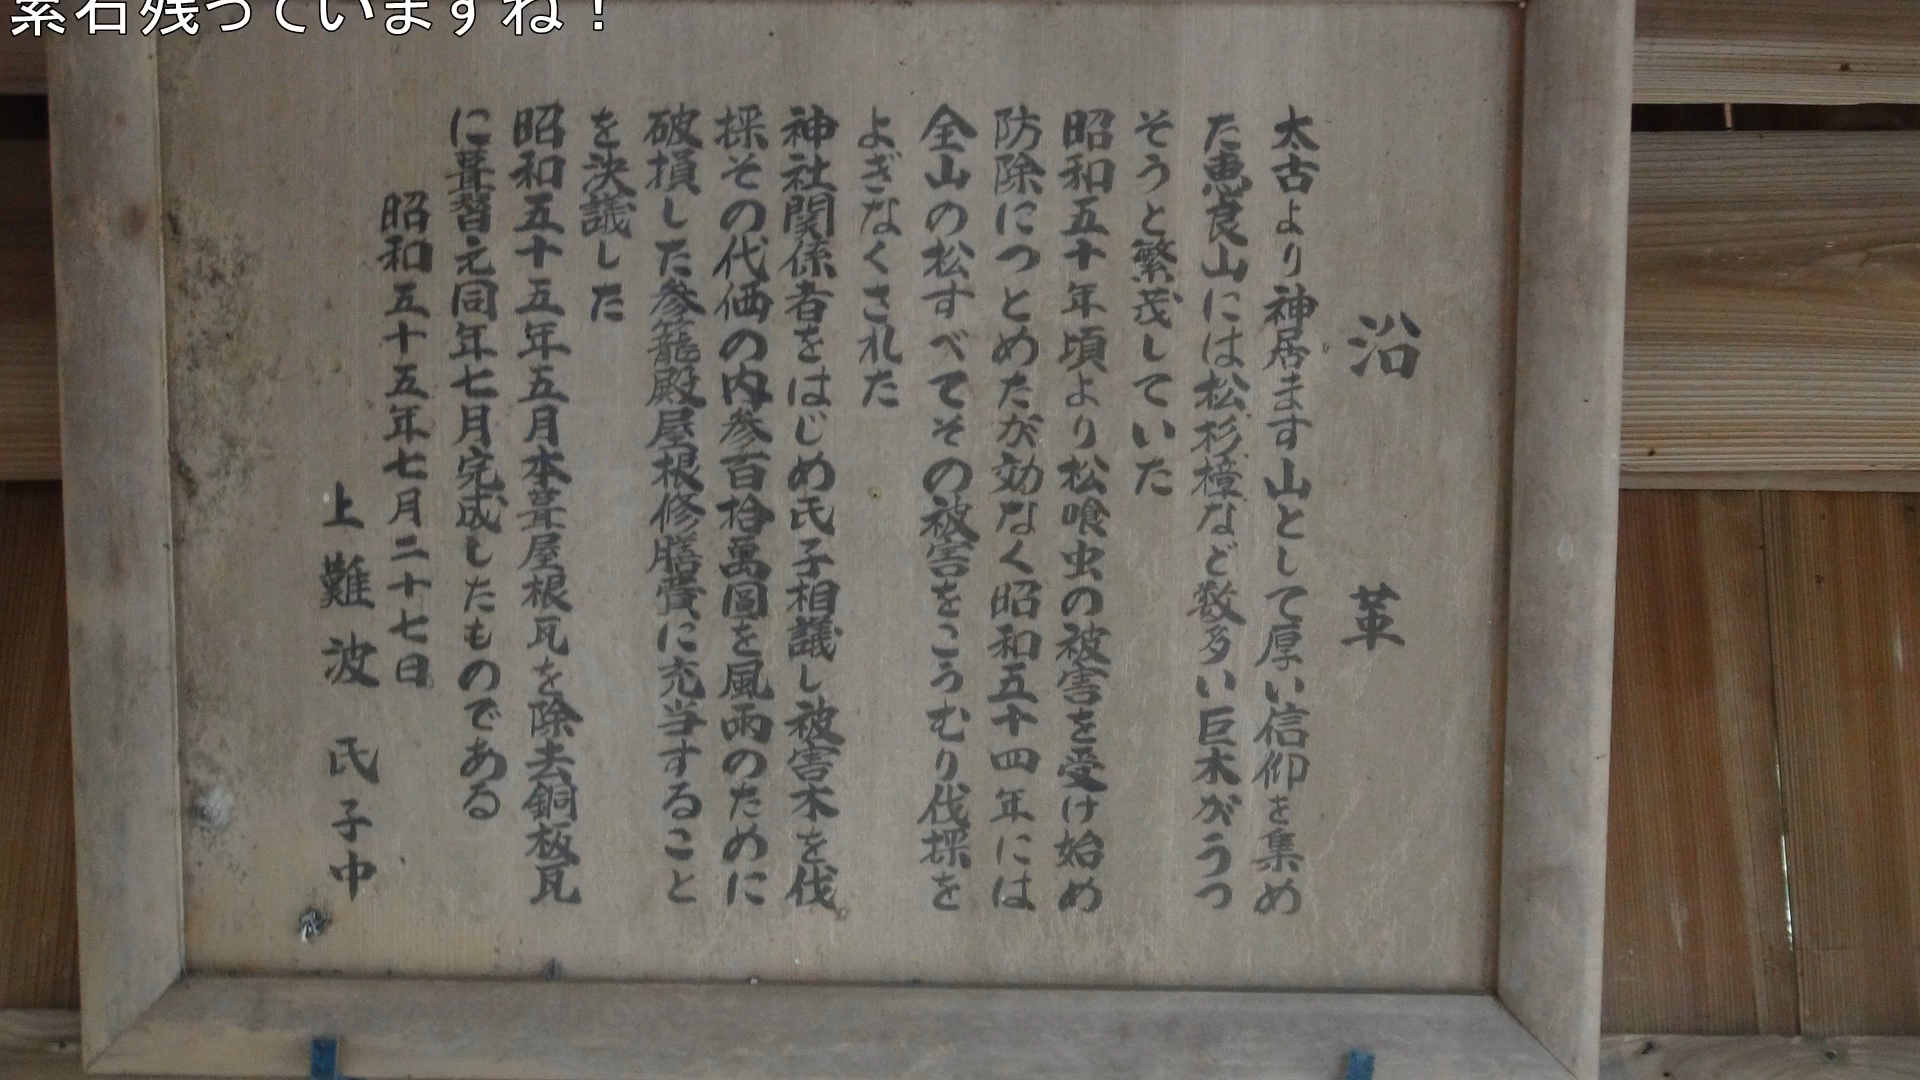 素石残っていますね！
沿革
太古より神居ます山として厚い信仰を集め
た恵良山には松杉樟など数多い巨木がうつ
そうと繁茂していた
昭和五十年頃より松喰虫の被害を受け始め
防除につとめたが効なく昭和五十四年には
全山の松すべてその被害をこうむり伐採を
よぎなくされた
神社関係者をはじめ氏子相議し被害木を伐
採その代価の内参百拾萬圓を風雨のために
破損した参籠殿屋根修膳費に充当すること
を決議した
昭和五十五年五月本葺屋根瓦を除去銅板瓦
に葺替え同年七月完成したものである
昭和五十五年七月二十七日
上難波氏子中